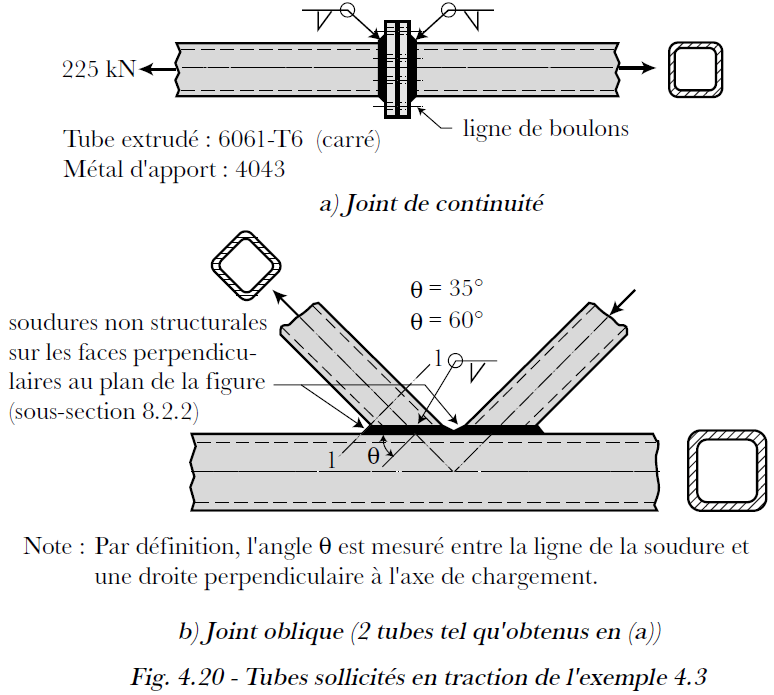 225 kN
ligne de boulons
Tube extrudé : 6061-T6 (carré)
Métal d'apport : 4043
a) Joint de continuité
θ = 35°
θ = 60°
soudures non structurales
sur les faces perpendicu-
laires au plan de la figure
(sous-section 8.2.2)
1
1
θ
Note : Par définition, l'angle θ est mesuré entre la ligne de la soudure et
une droite perpendiculaire à l'axe de chargement.
b) Joint oblique (2 tubes tel qu'obtenus en (a))
Fig. 4.20 - Tubes sollicités en traction de l'exemple 4.3